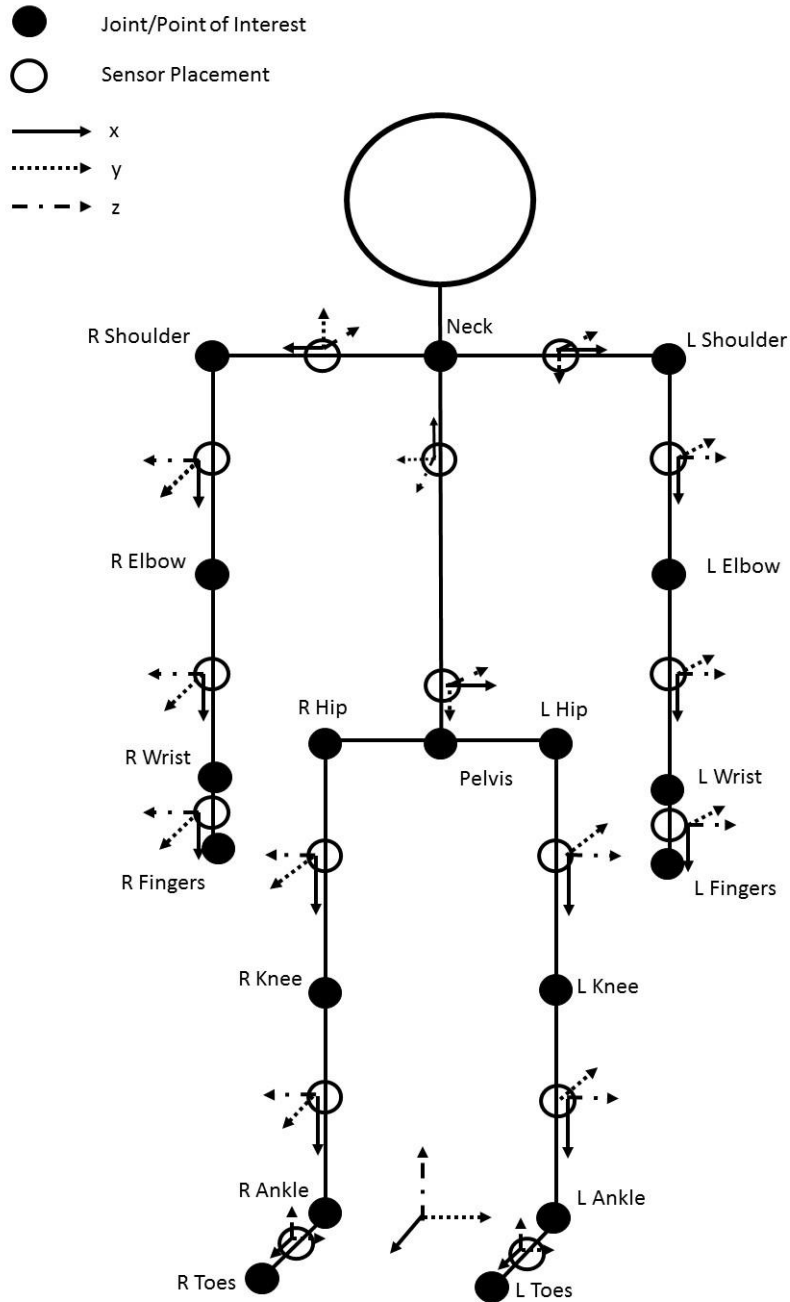 Joint/Point of Interest
Sensor Placement
x
y
z
Neck
R Shoulder
L Shoulder
R Elbow
L Elbow
R Hip
L Hip
R Wrist
Pelvis
L Wrist
R Fingers
L Fingers
R Knee
L Knee
R Ankle
L Ankle
R Toes
L Toes